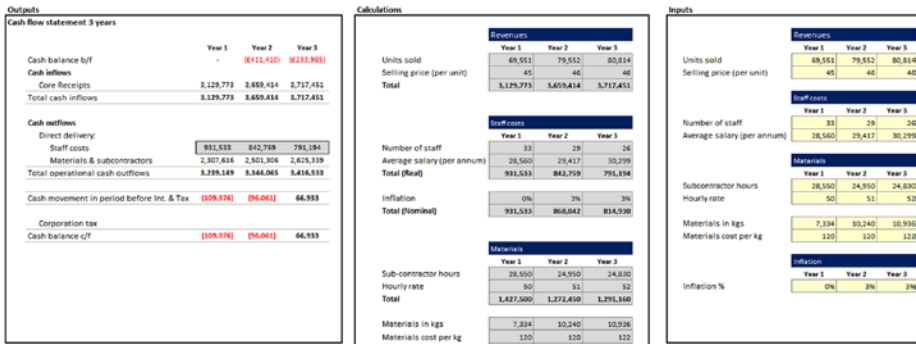 Outputs
Cash flow statement 3 years
Year 1 Year 2 Year 3
Cash balance b/f - (£411,410) (£233,905)
Cash inflows
Core Receipts 3,129,773 3,659,414 3,717,451
Total cash inflows 3,129,773 3,659,414 3,717,451
Cash outflows
Direct delivery:
Staff costs 931,533 842,759 791,194
Materials & subcontractors 2,307,616 2,501,306 2,625,339
Total operational cash outflows 3,239,149 3,344,065 3,416,533
Cash movement in period before Int. & Tax (109,376) (96,061) 66,933
Corporation tax
Cash balance c/f (109,376) (96,061) 66,933
Calculations
Revenues
Year 1 Year 2 Year 3
Units sold 69,551 79,552 80,814
Selling price (per unit) 45 46 46
Total 3,129,773 3,659,414 3,717,451
Staff costs
Year 1 Year 2 Year 3
Number of staff 33 29 26
Average salary (per annum) 28,560 29,417 30,299
Total (Real) 931,533 842,759 791,194
Inflation 0% 3% 3%
Total (Nominal) 931,533 868,042 814,930
Materials
Year 1 Year 2 Year 3
Sub-contractor hours 28,550 24,950 24,830
Hourly rate 50 51 52
Total 1,427,500 1,272,450 1,291,160
Materials in kgs 7,334 10,240 10,936
Materials cost per kg 120 120 122
Inputs
Revenues
Year 1 Year 2 Year 3
Units sold 69,551 79,552 80,814
Selling price (per unit) 45 46 46
Staff costs
Year 1 Year 2 Year 3
Number of staff 33 29 26
Average salary (per annum) 28,560 29,417 30,299
Materials
Year 1 Year 2 Year 3
Subcontractor hours 28,550 24,950 24,830
Hourly rate 50 51 52
Materials in kgs 7,334 10,240 10,936
Materials cost per kg 120 120 122
Inflation
Year 1 Year 2 Year 3
Inflation % 0% 3% 3%